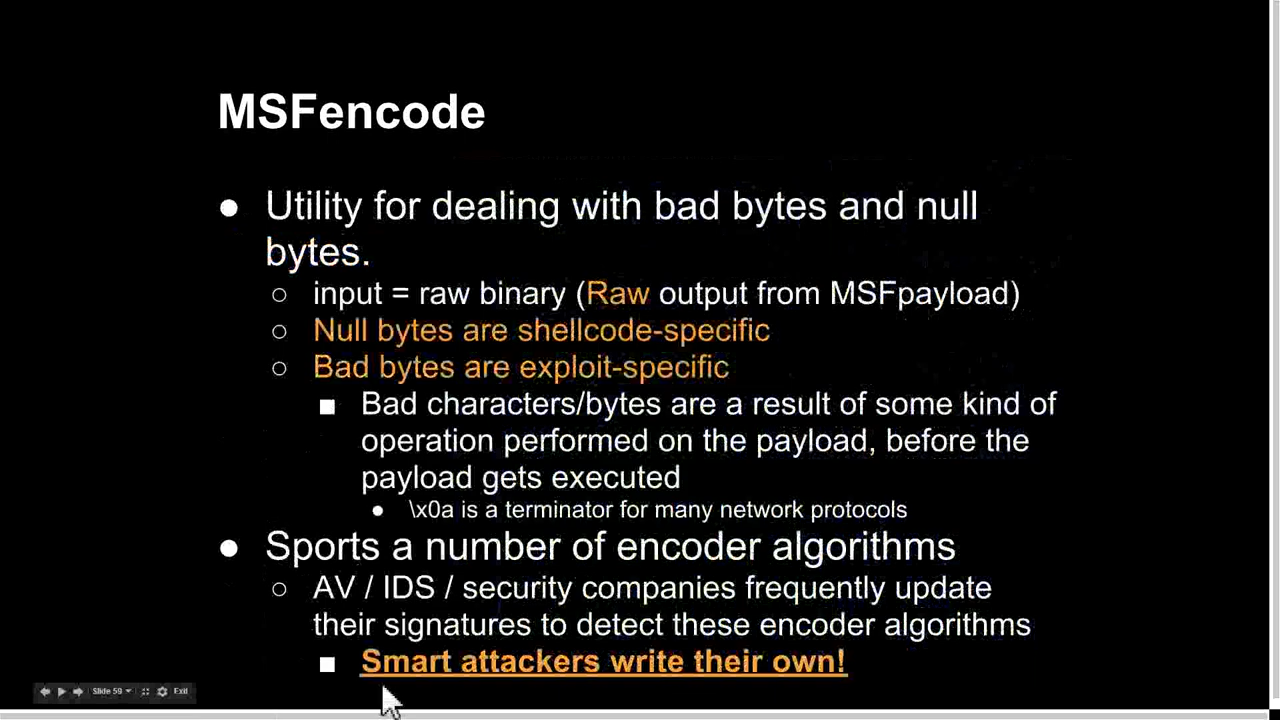 MSFencode
● Utility for dealing with bad bytes and null
bytes.
○ input = raw binary (Raw output from MSFpayload)
○ Null bytes are shellcode-specific
○ Bad bytes are exploit-specific
■ Bad characters/bytes are a result of some kind of
operation performed on the payload, before the
payload gets executed
● \x0a is a terminator for many network protocols
● Sports a number of encoder algorithms
○ AV / IDS / security companies frequently update
their signatures to detect these encoder algorithms
■ Smart attackers write their own!
Slide 59 Exit